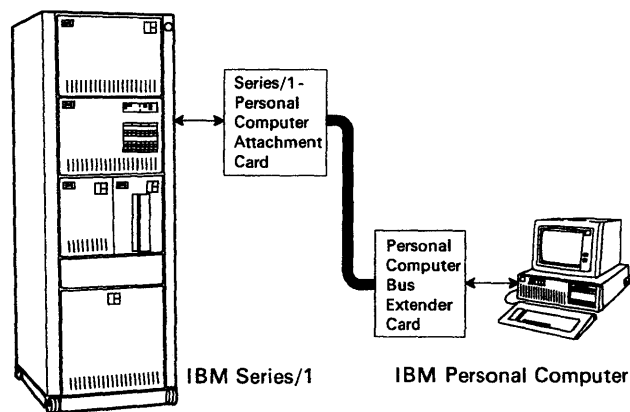 Series/1-
Personal
Computer
Attachment
Card
Personal
Computer
Bus
Extender
Card
IBM Series/1
IBM Personal Computer